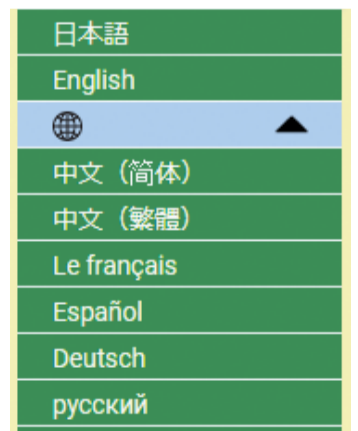 日本語
English
中文（简体）
中文（繁體）
Le français
Español
Deutsch
русский